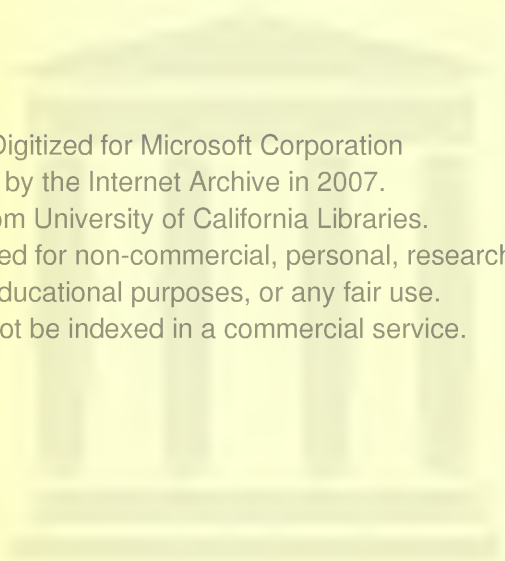 Digitized for Microsoft Corporation
by the Internet Archive in 2007.
om University of California Libraries.
ed for non-commercial, personal, research
ducational purposes, or any fair use.
ot be indexed in a commercial service.